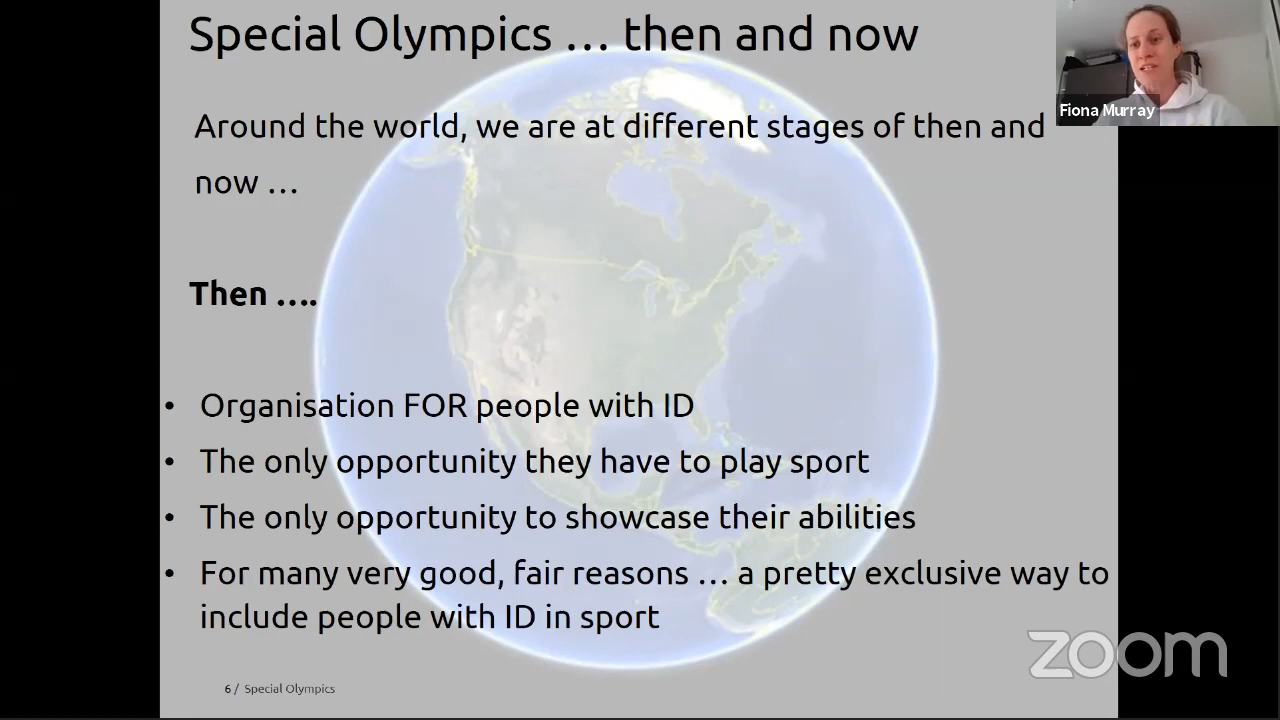 Special Olympics … then and now
Fiona Murray
Around the world, we are at different stages of then and
now …
Then ….
• Organisation FOR people with ID
• The only opportunity they have to play sport
• The only opportunity to showcase their abilities
• For many very good, fair reasons … a pretty exclusive way to
include people with ID in sport
6 / Special Olympics
zoom